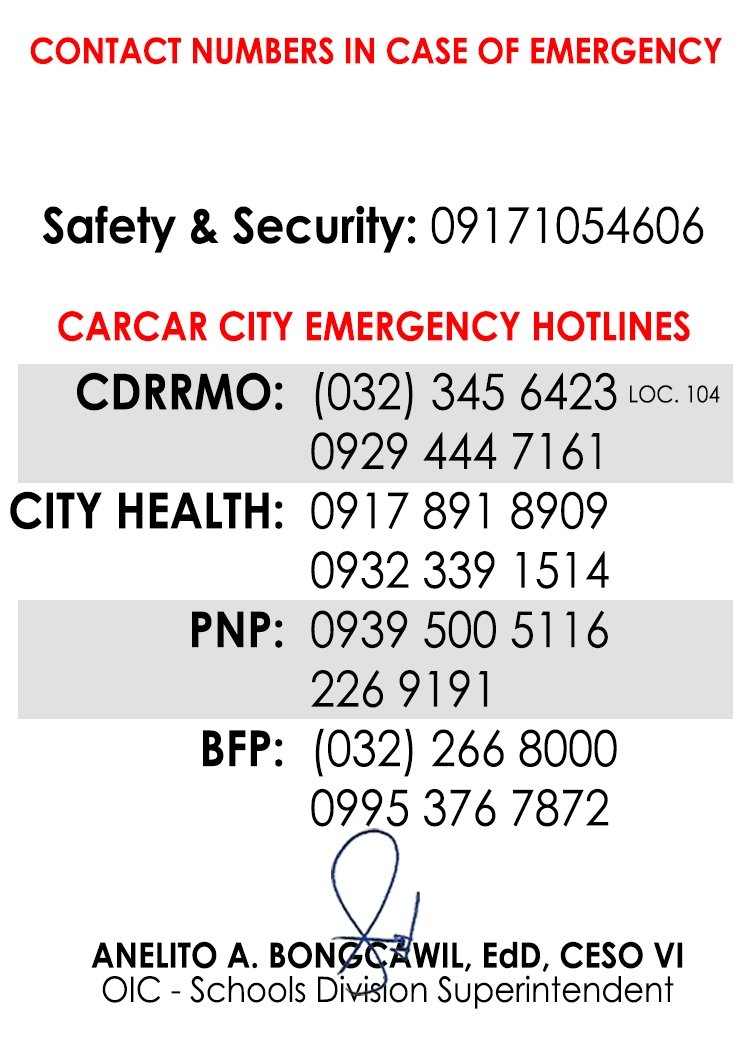 CONTACT NUMBERS IN CASE OF EMERGENCY
Safety & Security: 09171054606
CARCAR CITY EMERGENCY HOTLINES
CDRRMO: (032) 345 6423 LOC. 104
0929 444 7161
CITY HEALTH: 0917 891 8909
0932 339 1514
PNP: 0939 500 5116
226 9191
BFP: (032) 266 8000
0995 376 7872
ANELITO A. BONGCAWIL, EdD, CESO VI
OIC - Schools Division Superintendent